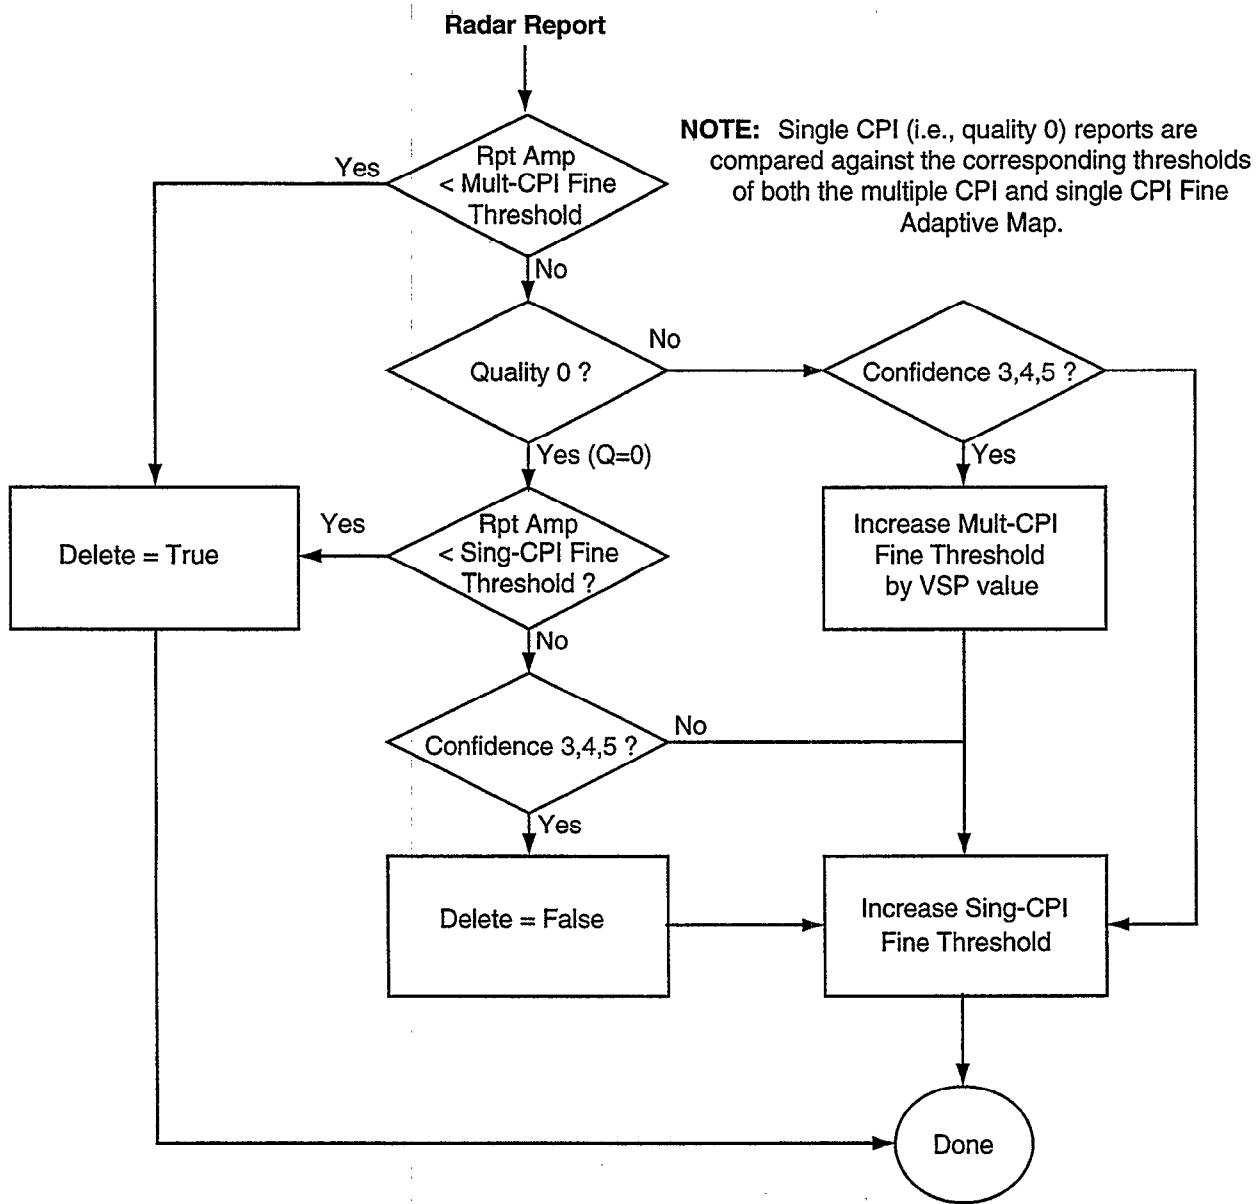 Radar Report
NOTE: Single CPI (i.e., quality 0) reports are
compared against the corresponding thresholds
of both the multiple CPI and single CPI Fine
Adaptive Map.
Yes
Rpt Amp
< Mult-CPI Fine
Threshold
No
Quality 0 ?
No
Confidence 3,4,5 ?
Yes (Q=0)
Yes
Delete = True
Yes
Rpt Amp
< Sing-CPI Fine
Threshold ?
Increase Mult-CPI
Fine Threshold
by VSP value
No
Confidence 3,4,5 ?
No
Yes
Delete = False
Increase Sing-CPI
Fine Threshold
Done